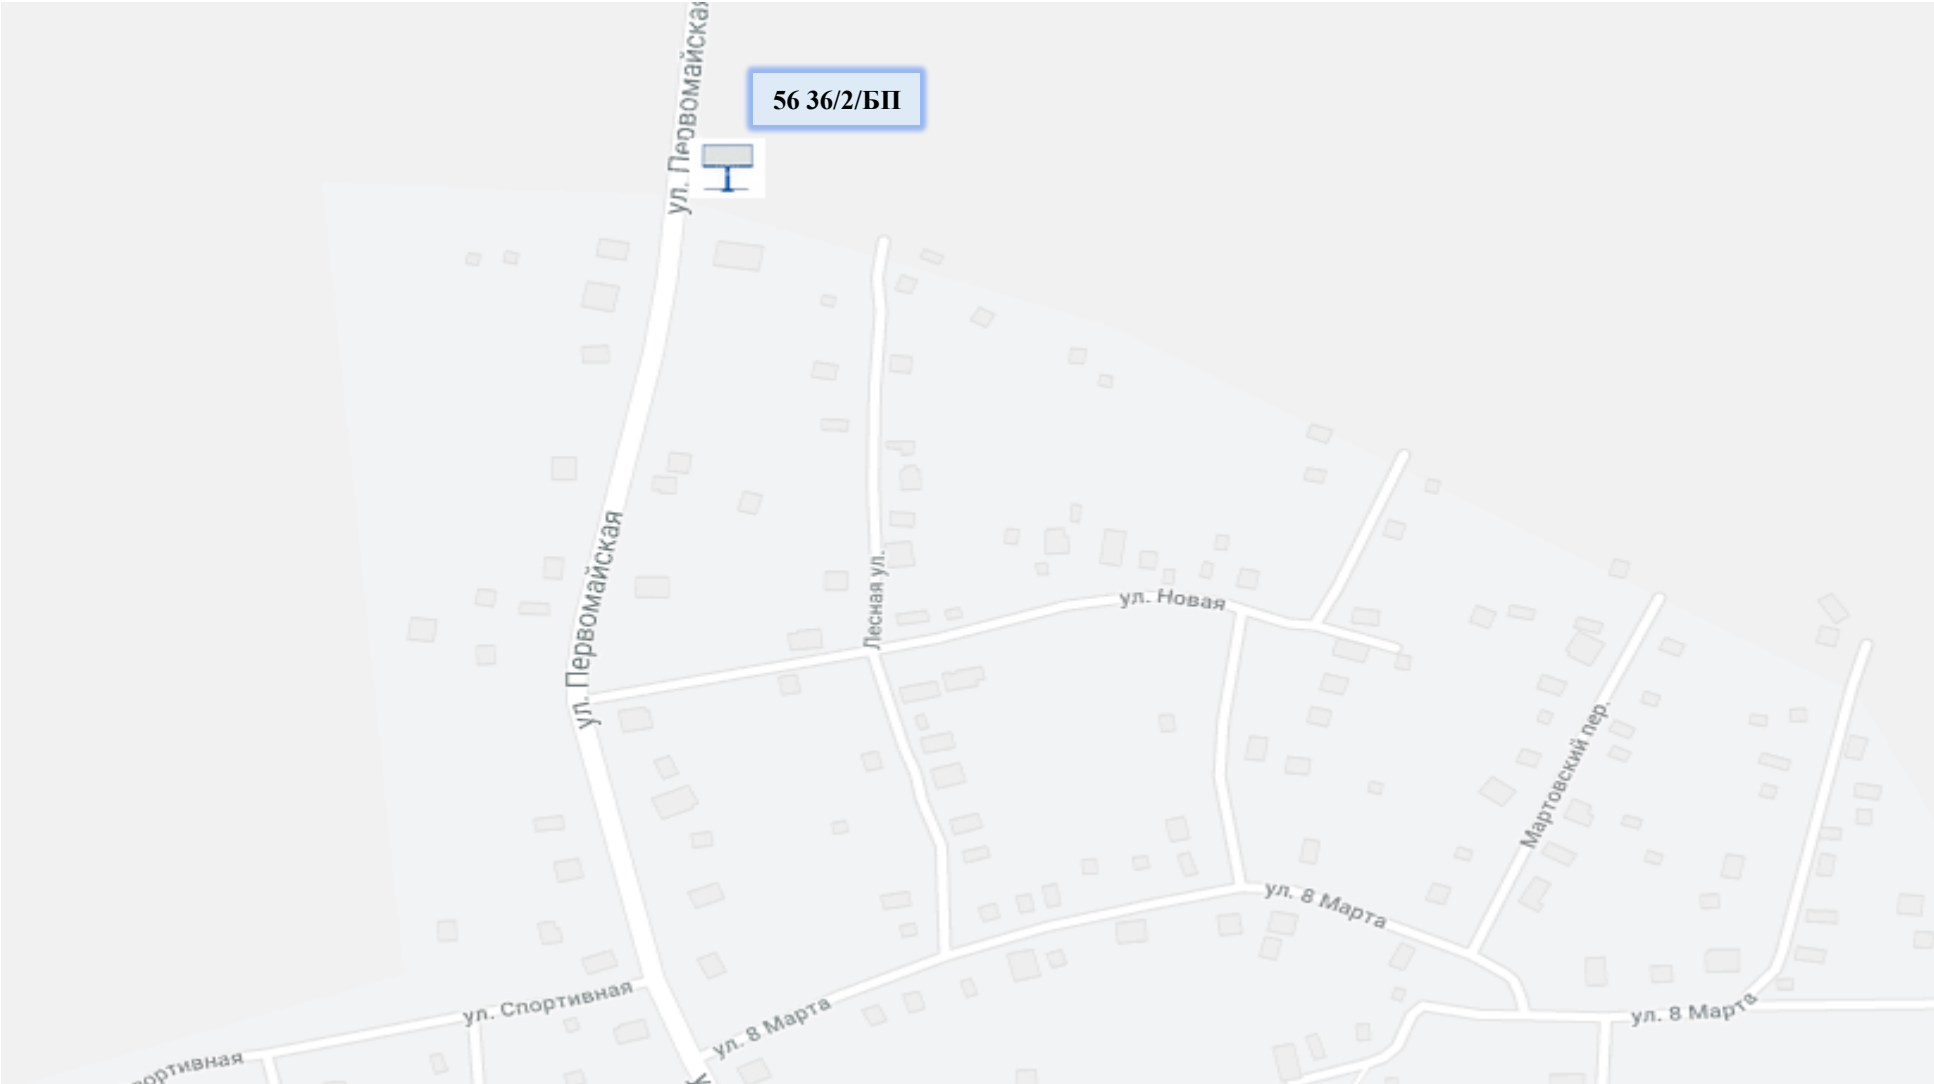 ул. Первомайская
56 36/2/БП
ул. Первомайская
Лесная ул.
ул. Новая
Мартовский пер.
ул. 8 Марта
ул. Спортивная
ул. 8 Марта
ул. 8 Марта
ортивная